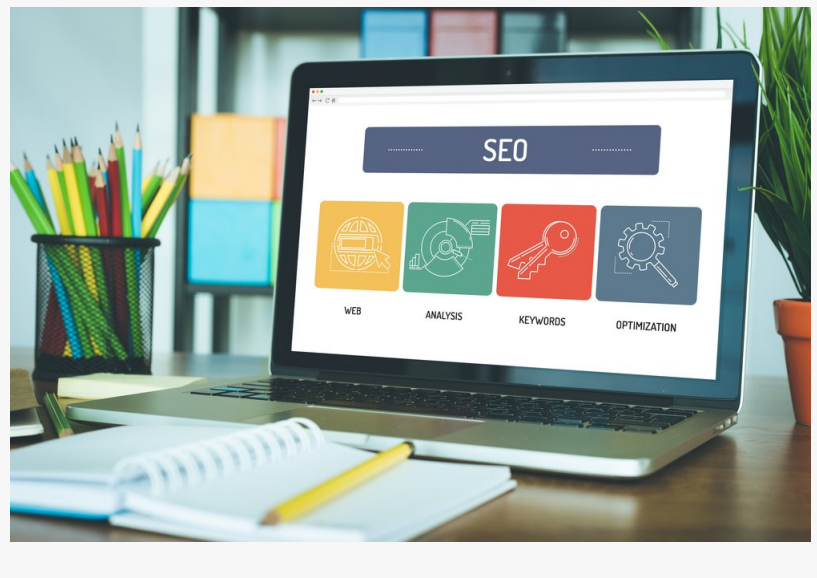 SEO
WEB
ANALYSIS
KEYWORDS
OPTIMIZATION